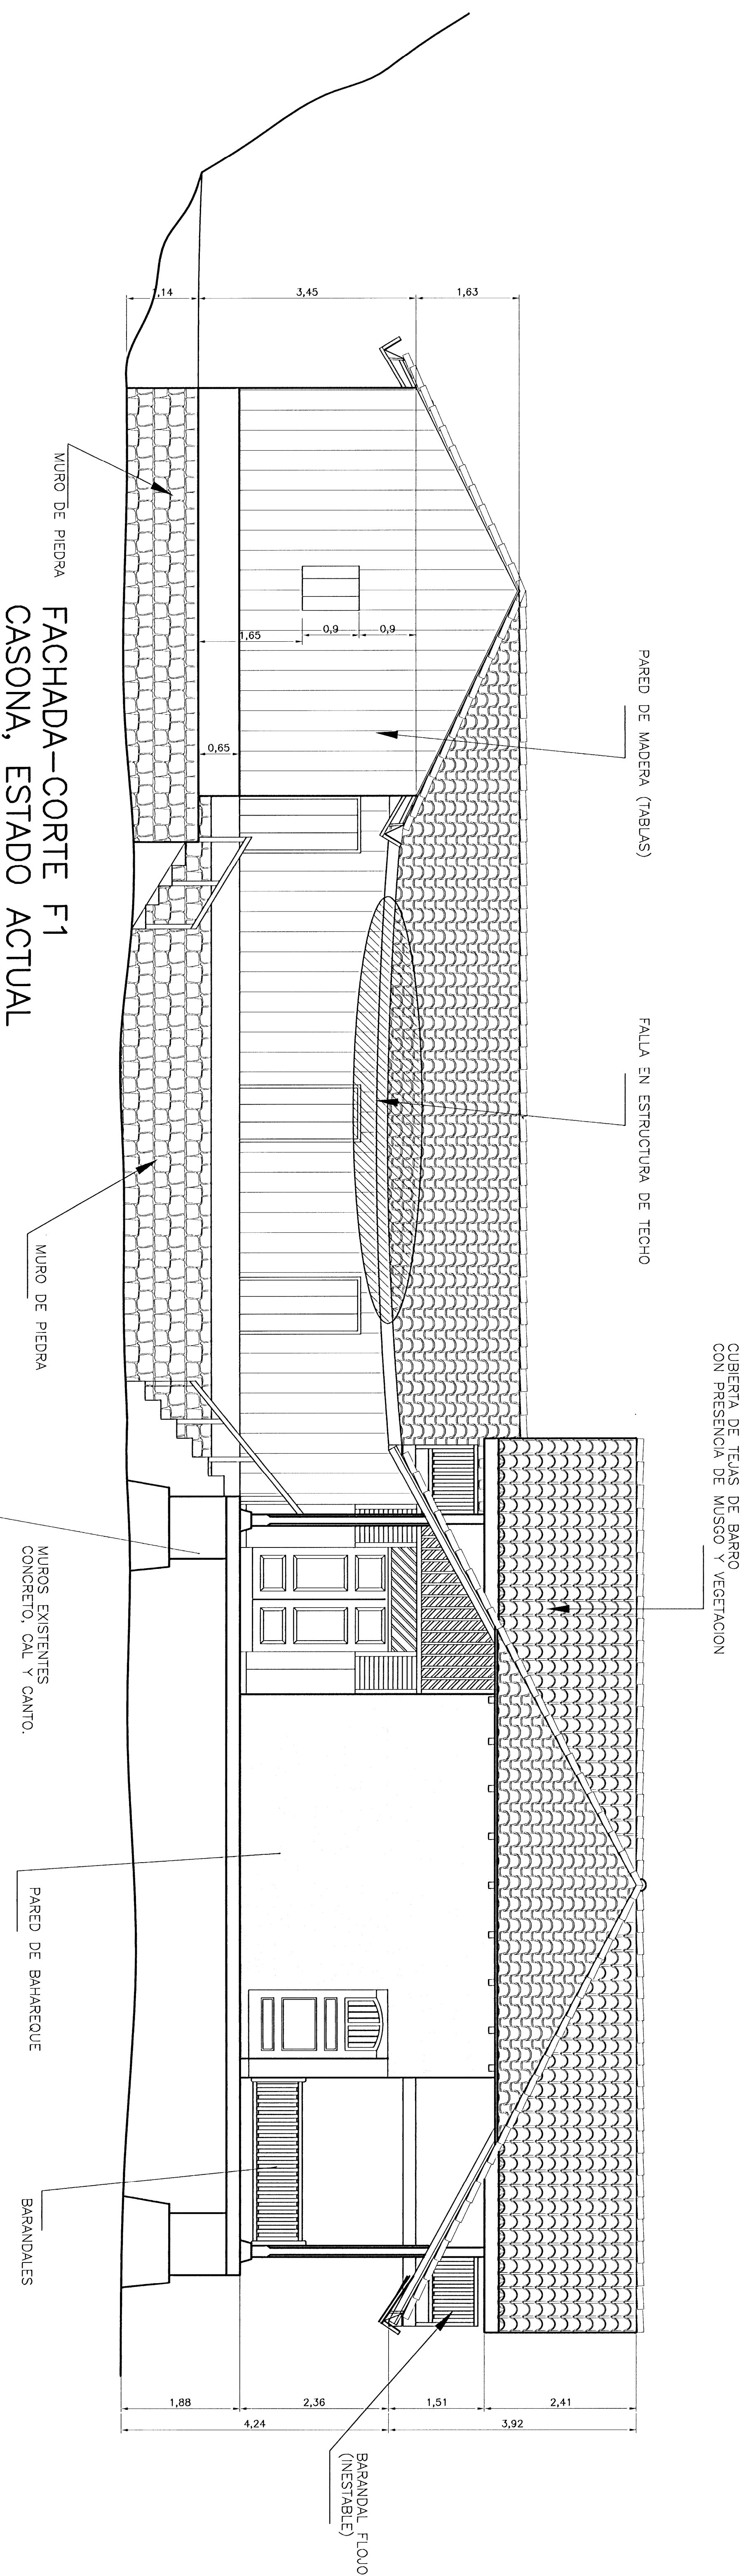 CUBIERTA DE TEJAS DE BARRO
CON PRESENCIA DE MUSGO Y VEGETACION
PARED DE MADERA (TABLAS)
FALLA EN ESTRUCTURA DE TECHO
BARANDAL FLOJO
(INESTABLE)
1,63
3,45
1,14
0,9
0,9
1,65
0,65
2,41
1,51
2,36
1,88
3,92
4,24
MURO DE PIEDRA
MURO DE PIEDRA
MUROS EXISTENTES
CONCRETO, CAL Y CANTO.
PARED DE BAHAREQUE
BARANDALES
FACHADA-CORTE F1
CASONA, ESTADO ACTUAL